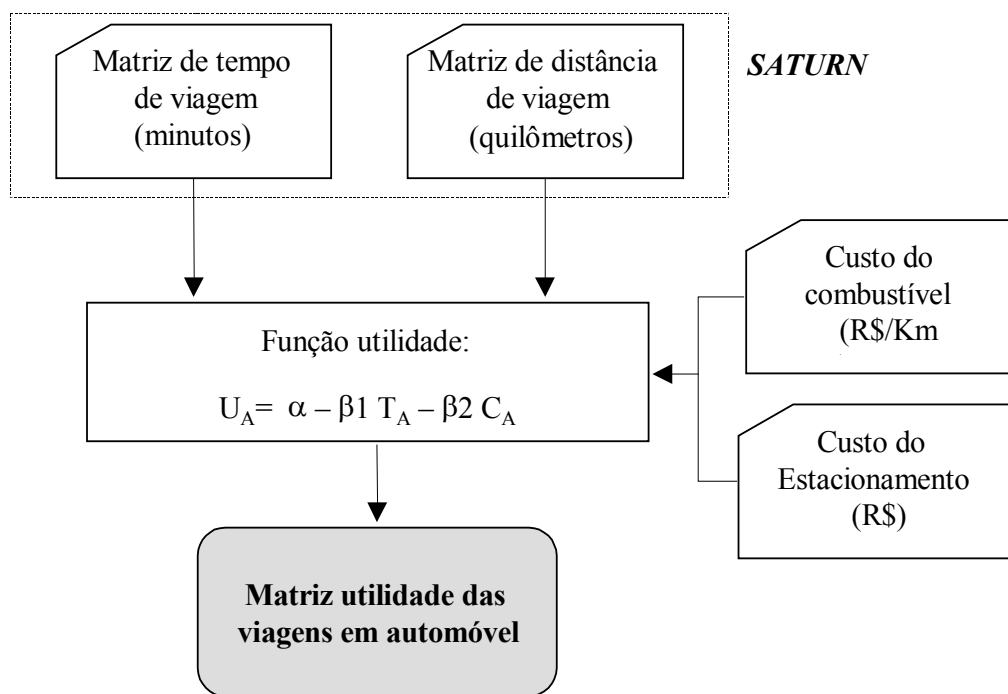 Matriz de tempo
de viagem
(minutos)
Matriz de distância
de viagem
(quilômetros)
SATURN
Custo do
combustível
(R$/Km
Função utilidade:
U_A= α – β1 T_A – β2 C_A
Custo do
Estacionamento
(R$)
Matriz utilidade das
viagens em automóvel